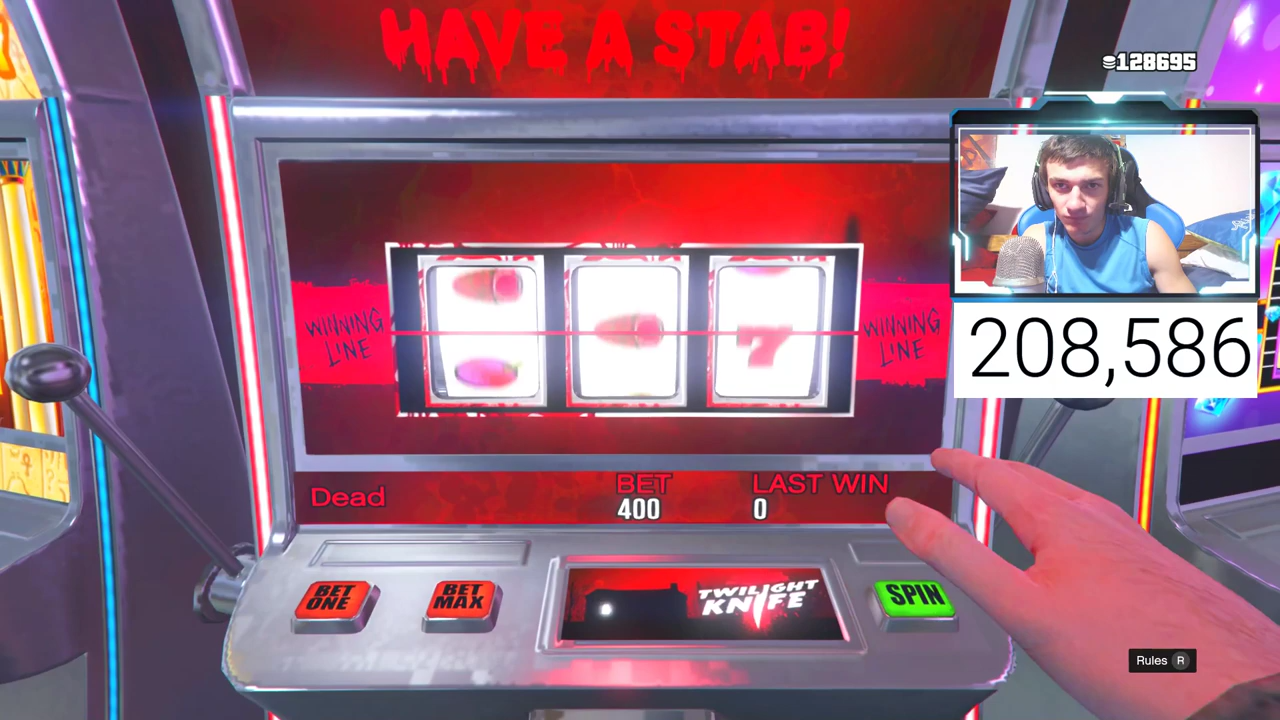 HAVE A STAB!
128695
208,586
WINNING
LINE
WINNING
LINE
7
Dead
BET
400
LAST WIN
0
BET
ONE
BET
MAX
TWILIGHT
KNIFE
SPIN
Rules R